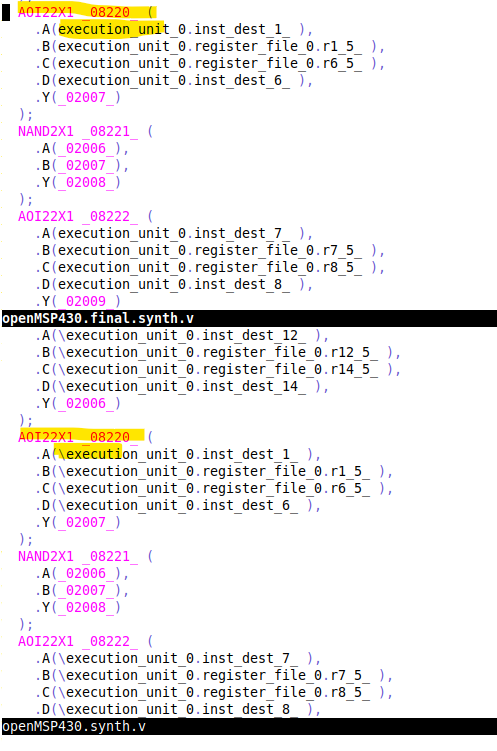 AOI22X1 _08220_ (
.A(execution_unit_0.inst_dest_1_ ),
.B(execution_unit_0.register_file_0.r1_5_ ),
.C(execution_unit_0.register_file_0.r6_5_ ),
.D(execution_unit_0.inst_dest_6_ ),
.Y(_02007_)
);
NAND2X1 _08221_ (
.A(_02006_),
.B(_02007_),
.Y(_02008_)
);
AOI22X1 _08222_ (
.A(execution_unit_0.inst_dest_7_ ),
.B(execution_unit_0.register_file_0.r7_5_ ),
.C(execution_unit_0.register_file_0.r8_5_ ),
.D(execution_unit_0.inst_dest_8_ ),
.Y(_02009_)
openMSP430.final.synth.v
.A(\execution_unit_0.inst_dest_12_ ),
.B(\execution_unit_0.register_file_0.r12_5_ ),
.C(\execution_unit_0.register_file_0.r14_5_ ),
.D(\execution_unit_0.inst_dest_14_ ),
.Y(_02006_)
);
AOI22X1 _08220_ (
.A(\execution_unit_0.inst_dest_1_ ),
.B(\execution_unit_0.register_file_0.r1_5_ ),
.C(\execution_unit_0.register_file_0.r6_5_ ),
.D(\execution_unit_0.inst_dest_6_ ),
.Y(_02007_)
);
NAND2X1 _08221_ (
.A(_02006_),
.B(_02007_),
.Y(_02008_)
);
AOI22X1 _08222_ (
.A(\execution_unit_0.inst_dest_7_ ),
.B(\execution_unit_0.register_file_0.r7_5_ ),
.C(\execution_unit_0.register_file_0.r8_5_ ),
.D(\execution_unit_0.inst_dest_8_ ),
openMSP430.synth.v